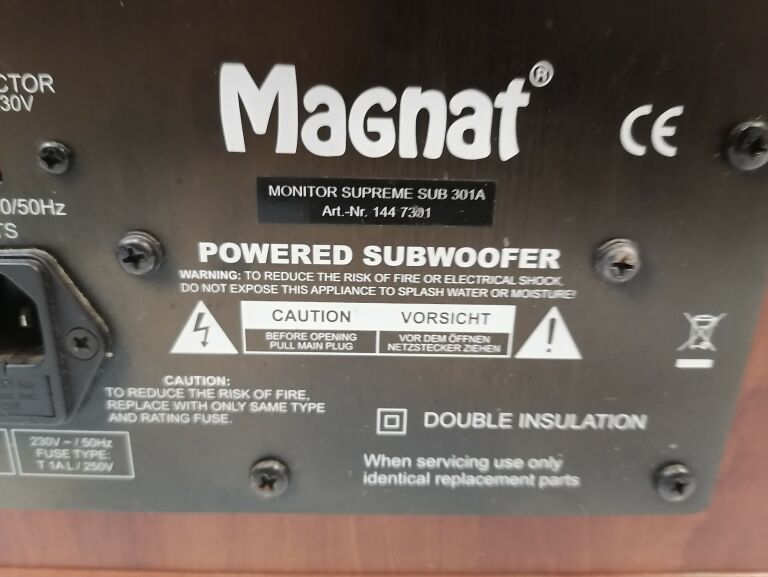 CTOR
30V
0/50Hz
TS
Magnat®
CE
MONITOR SUPREME SUB 301A
Art.-Nr. 144 7301
POWERED SUBWOOFER
WARNING: TO REDUCE THE RISK OF FIRE OR ELECTRICAL SHOCK,
DO NOT EXPOSE THIS APPLIANCE TO SPLASH WATER OR MOISTURE!
CAUTION VORSICHT
BEFORE OPENING
PULL MAIN PLUG
VOR DEM ÖFFNEN
NETZSTECKER ZIEHEN
CAUTION:
TO REDUCE THE RISK OF FIRE,
REPLACE WITH ONLY SAME TYPE
AND RATING FUSE.
230V ~ / 50Hz
FUSE TYPE:
T 1A L / 250V
DOUBLE INSULATION
When servicing use only
identical replacement parts